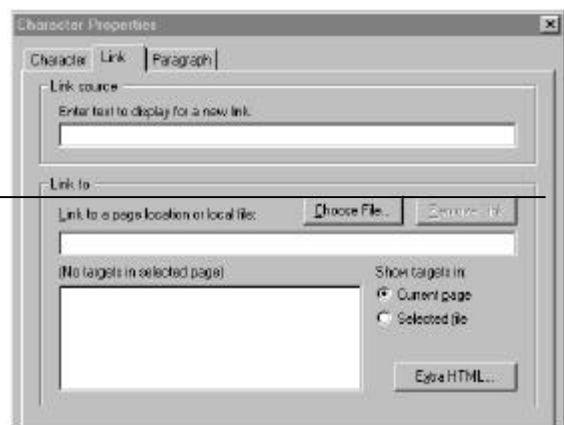 Character Properties
Character Link Paragraph
Link source
Enter text to display for a new link:
Link to
Link to a page location or local file: Choose File... Remove Link
(No targets in selected page) Show targets in:
Current page
Selected file
Extra HTML...